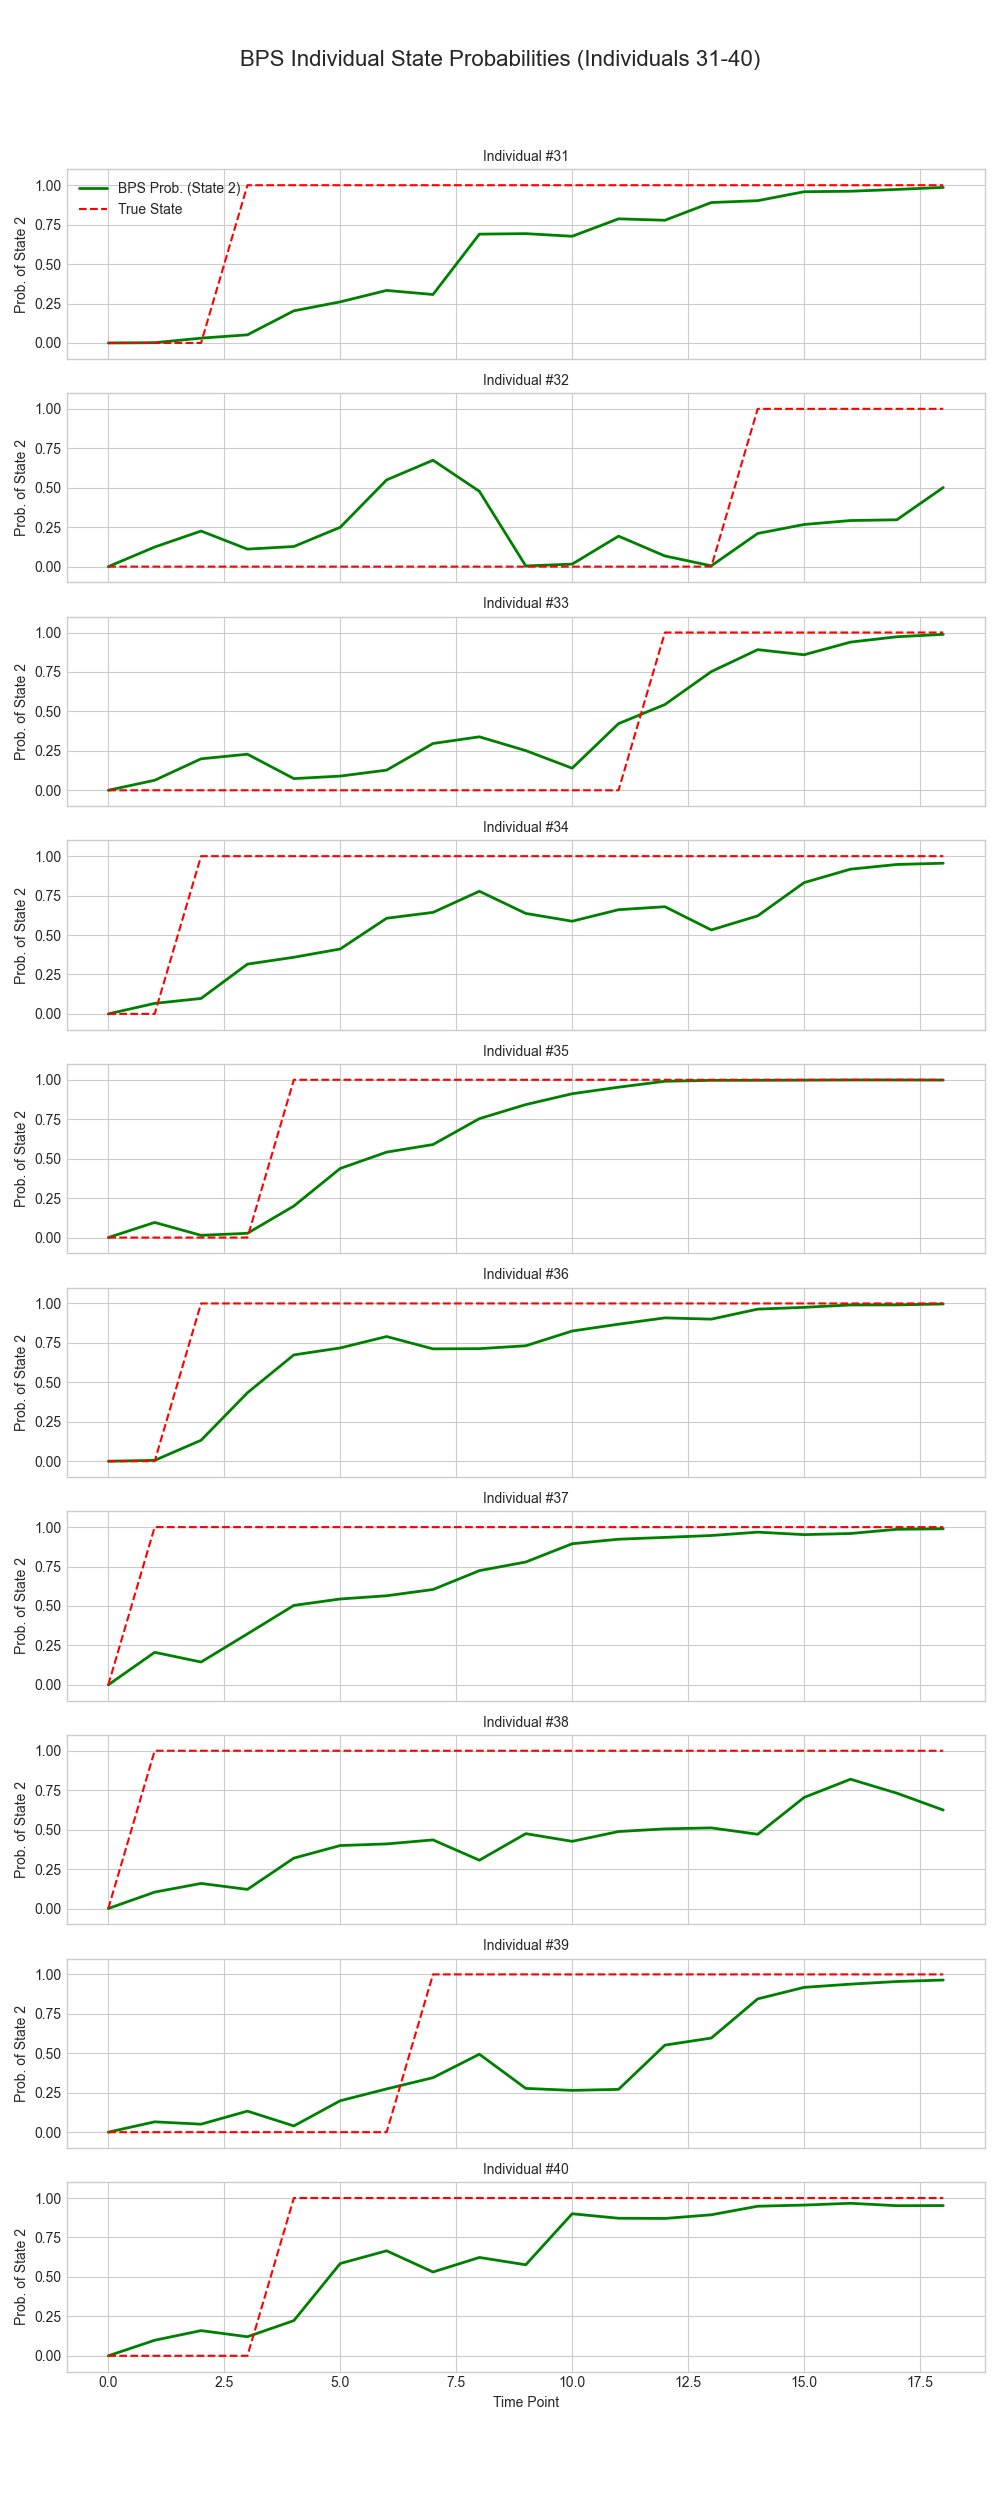 BPS Individual State Probabilities (Individuals 31-40)
Individual #31
BPS Prob. (State 2)
True State
1.00
0.75
0.50
0.25
0.00
Prob. of State 2
Individual #32
1.00
0.75
0.50
0.25
0.00
Prob. of State 2
Individual #33
1.00
0.75
0.50
0.25
0.00
Prob. of State 2
Individual #34
1.00
0.75
0.50
0.25
0.00
Prob. of State 2
Individual #35
1.00
0.75
0.50
0.25
0.00
Prob. of State 2
Individual #36
1.00
0.75
0.50
0.25
0.00
Prob. of State 2
Individual #37
1.00
0.75
0.50
0.25
0.00
Prob. of State 2
Individual #38
1.00
0.75
0.50
0.25
0.00
Prob. of State 2
Individual #39
1.00
0.75
0.50
0.25
0.00
Prob. of State 2
Individual #40
1.00
0.75
0.50
0.25
0.00
Prob. of State 2
0.0 2.5 5.0 7.5 10.0 12.5 15.0 17.5
Time Point